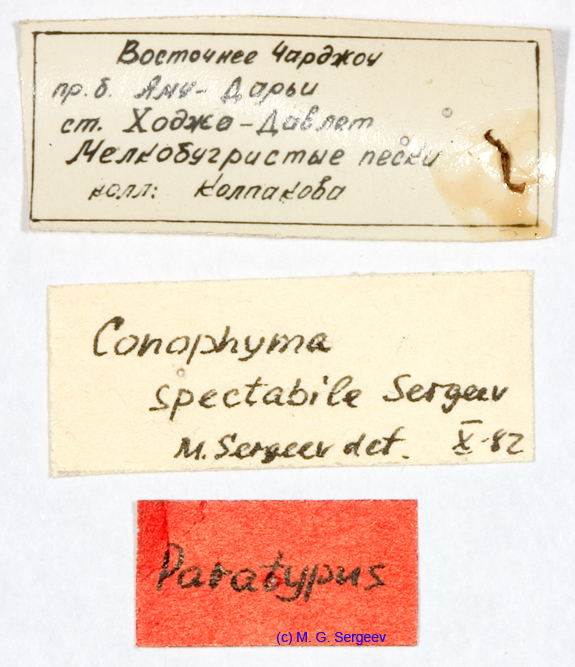 Восточнее Чарджоу
пр. б. Аму-Дарьи
ст. Ходжа-Давлет
Мелкобугристые пески
колл: Колпакова
Conophyma
spectabile Sergeev
M. Sergeev det. X-82
Paratypus
(c) M. G. Sergeev